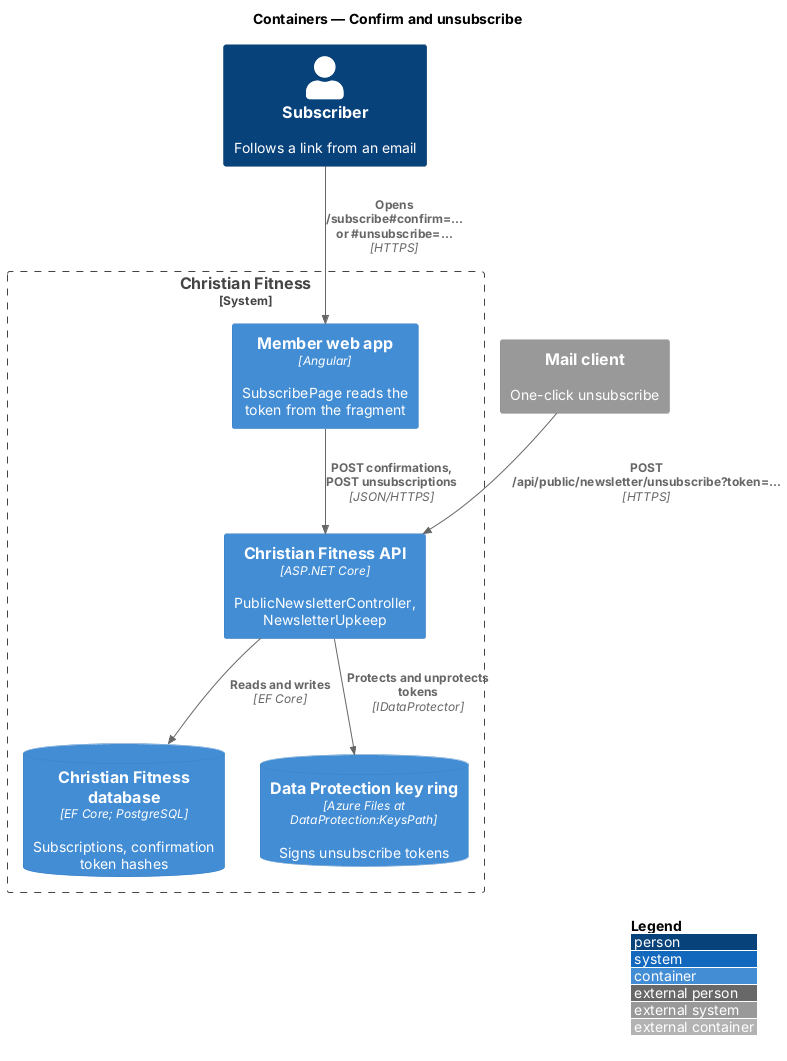 Containers — Confirm and unsubscribe
Subscriber
Follows a link from an email
Opens
/subscribe#confirm=...
or #unsubscribe=...
[HTTPS]
Christian Fitness
[System]
Member web app
[Angular]
SubscribePage reads the
token from the fragment
Mail client
One-click unsubscribe
POST confirmations,
POST unsubscriptions
[JSON/HTTPS]
POST
/api/public/newsletter/unsubscribe?token=...
[HTTPS]
Christian Fitness API
[ASP.NET Core]
PublicNewsletterController,
NewsletterUpkeep
Reads and writes
[EF Core]
Protects and unprotects
tokens
[IDataProtector]
Christian Fitness
database
[EF Core; PostgreSQL]
Subscriptions, confirmation
token hashes
Data Protection key ring
[Azure Files at
DataProtection:KeysPath]
Signs unsubscribe tokens
Legend
person
system
container
external person
external system
external container